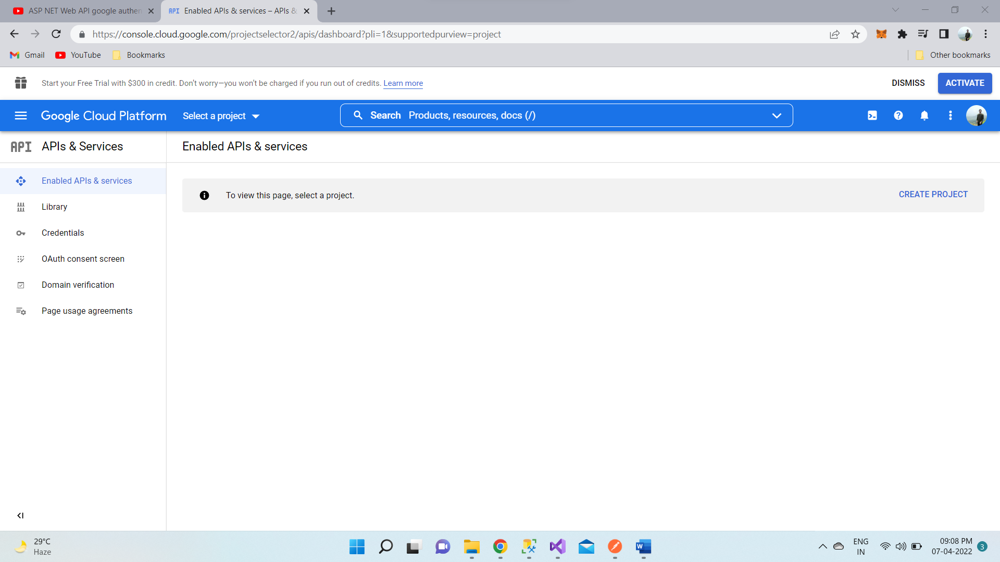 ASP NET Web API google authen
Enabled APIs & services – APIs &
https://console.cloud.google.com/projectselector2/apis/dashboard?pli=1&supportedpurview=project
Gmail
YouTube
Bookmarks
Other bookmarks
Start your Free Trial with $300 in credit. Don't worry—you won't be charged if you run out of credits. Learn more
DISMISS
ACTIVATE
Google Cloud Platform
Select a project
Search Products, resources, docs (/)
API APIs & Services
Enabled APIs & services
Enabled APIs & services
To view this page, select a project.
CREATE PROJECT
Library
Credentials
OAuth consent screen
Domain verification
Page usage agreements
29°C
Haze
ENG
IN
09:08 PM
07-04-2022
3